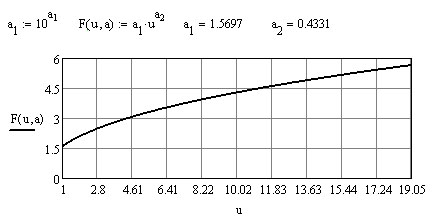 a₁ := 10^a₁ F(u,a) := a₁·u^a₂ a₁ = 1.5697 a₂ = 0.4331
6
4.5
3
F(u,a)
1.5
0
1 2.8 4.61 6.41 8.22 10.02 11.83 13.63 15.44 17.24 19.05
u